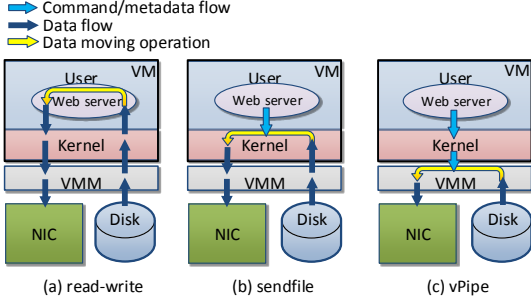 Command/metadata flow
Data flow
Data moving operation
VM
User
Web server
Kernel
VMM
NIC
Disk
(a) read-write
VM
User
Web server
Kernel
VMM
NIC
Disk
(b) sendfile
VM
User
Web server
Kernel
VMM
NIC
Disk
(c) vPipe